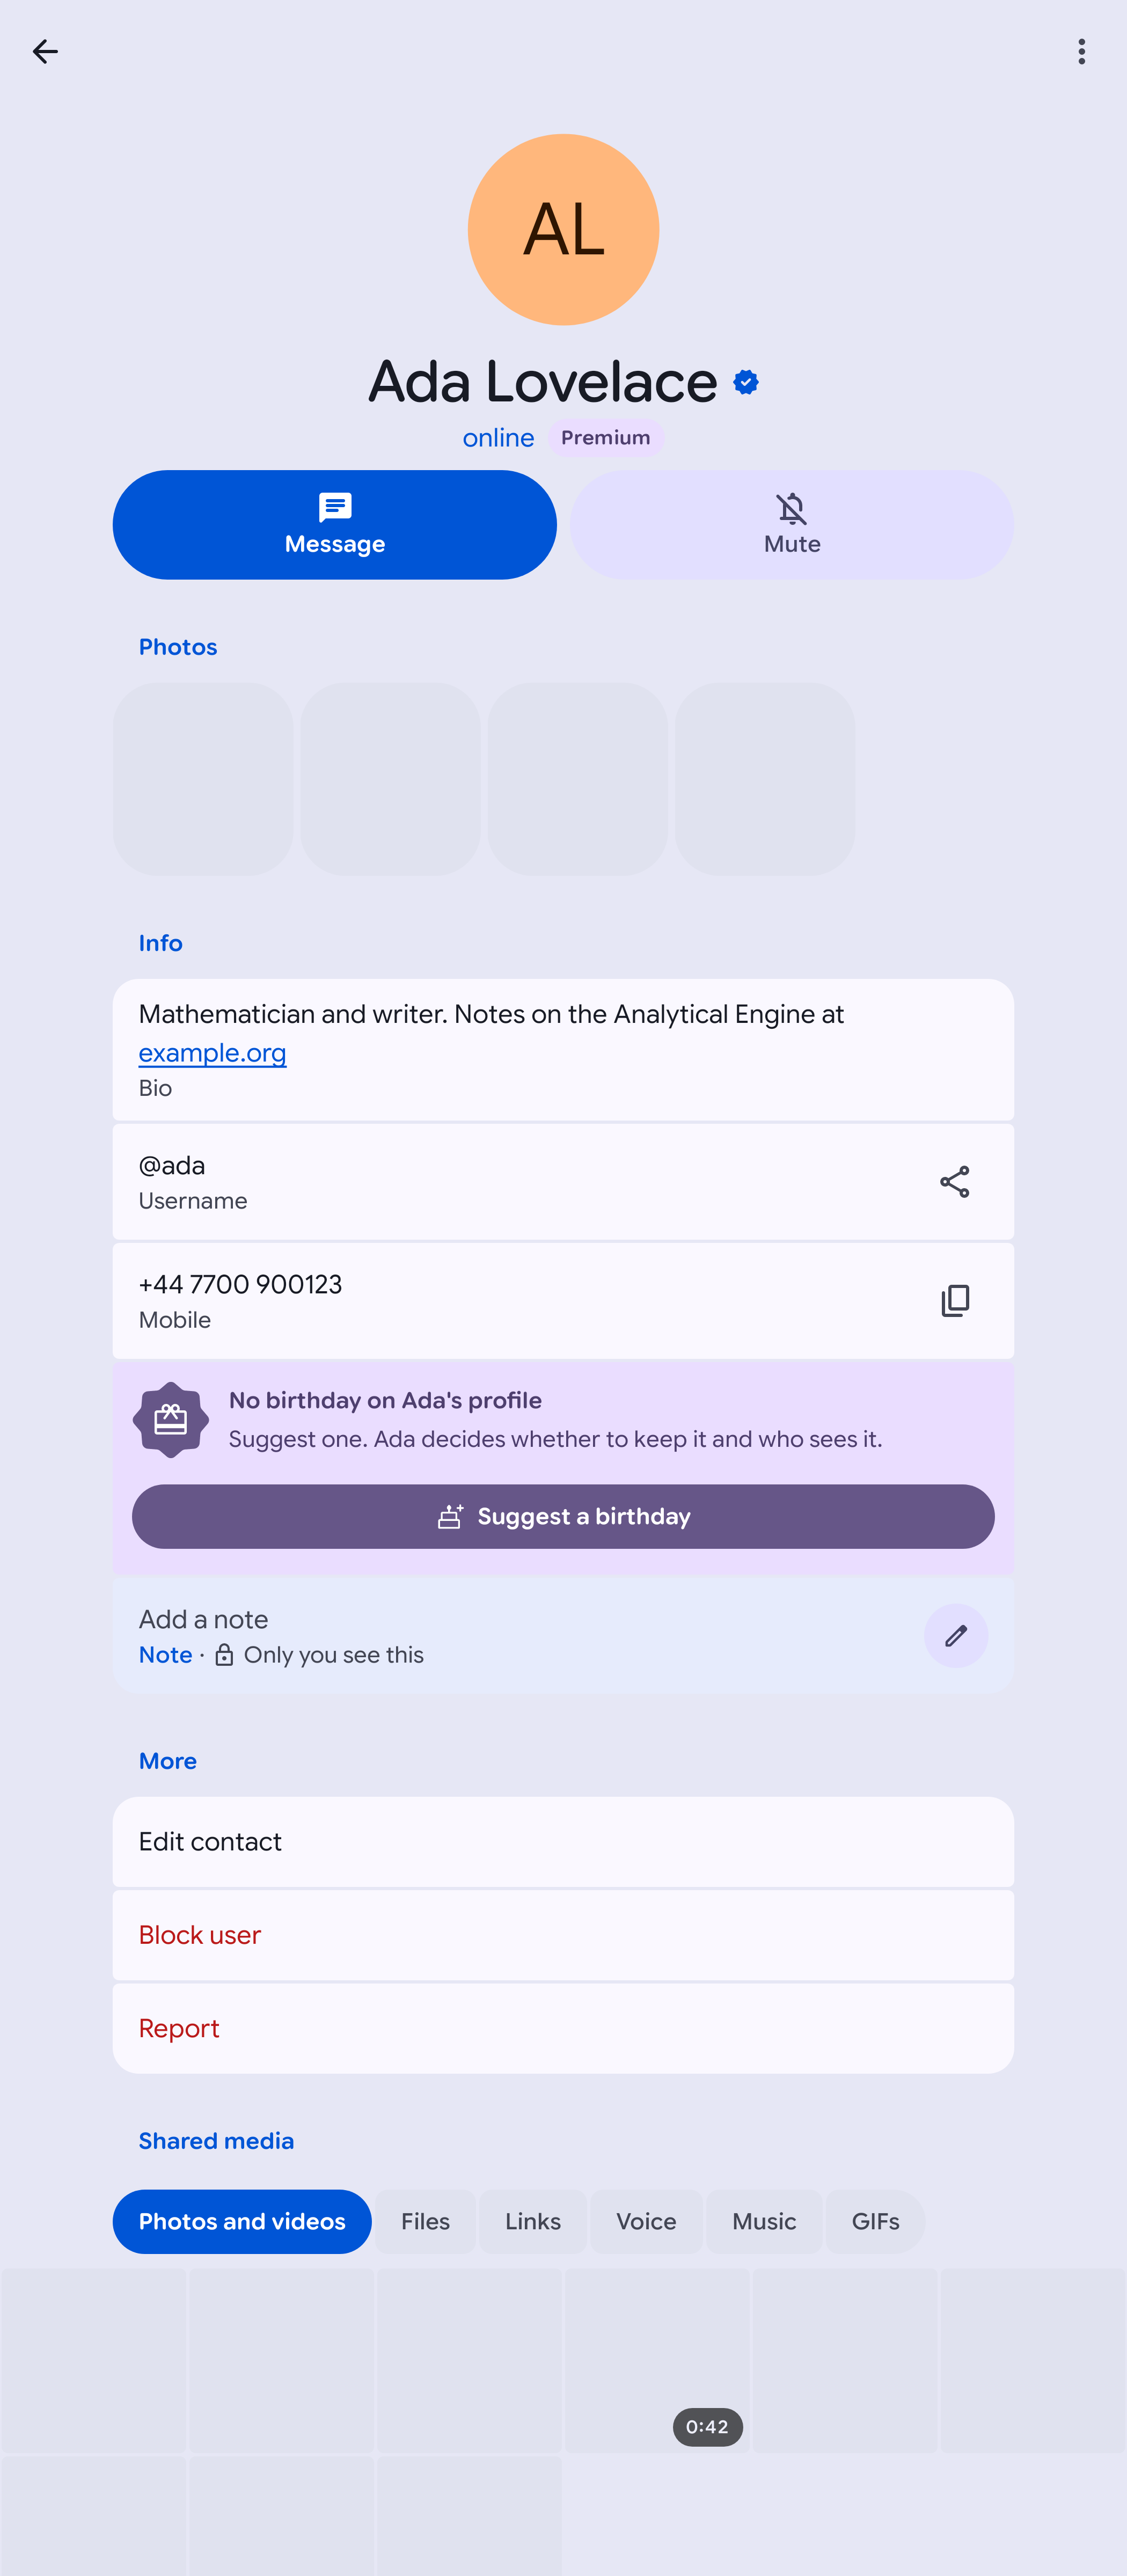 AL
Ada Lovelace
online Premium
Message
Mute
Photos
Info
Mathematician and writer. Notes on the Analytical Engine at
example.org
Bio
@ada
Username
+44 7700 900123
Mobile
No birthday on Ada's profile
Suggest one. Ada decides whether to keep it and who sees it.
Suggest a birthday
Add a note
Note · Only you see this
More
Edit contact
Block user
Report
Shared media
Photos and videos Files Links Voice Music GIFs
0:42